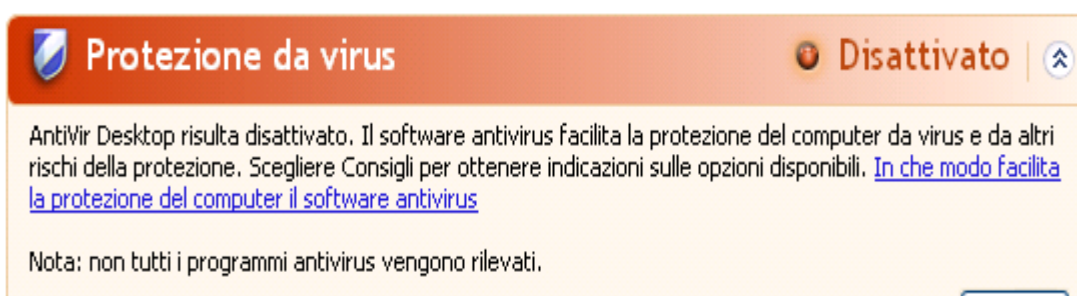 Protezione da virus
Disattivato
AntiVir Desktop risulta disattivato. Il software antivirus facilita la protezione del computer da virus e da altri
rischi della protezione. Scegliere Consigli per ottenere indicazioni sulle opzioni disponibili. In che modo facilita
la protezione del computer il software antivirus
Nota: non tutti i programmi antivirus vengono rilevati.